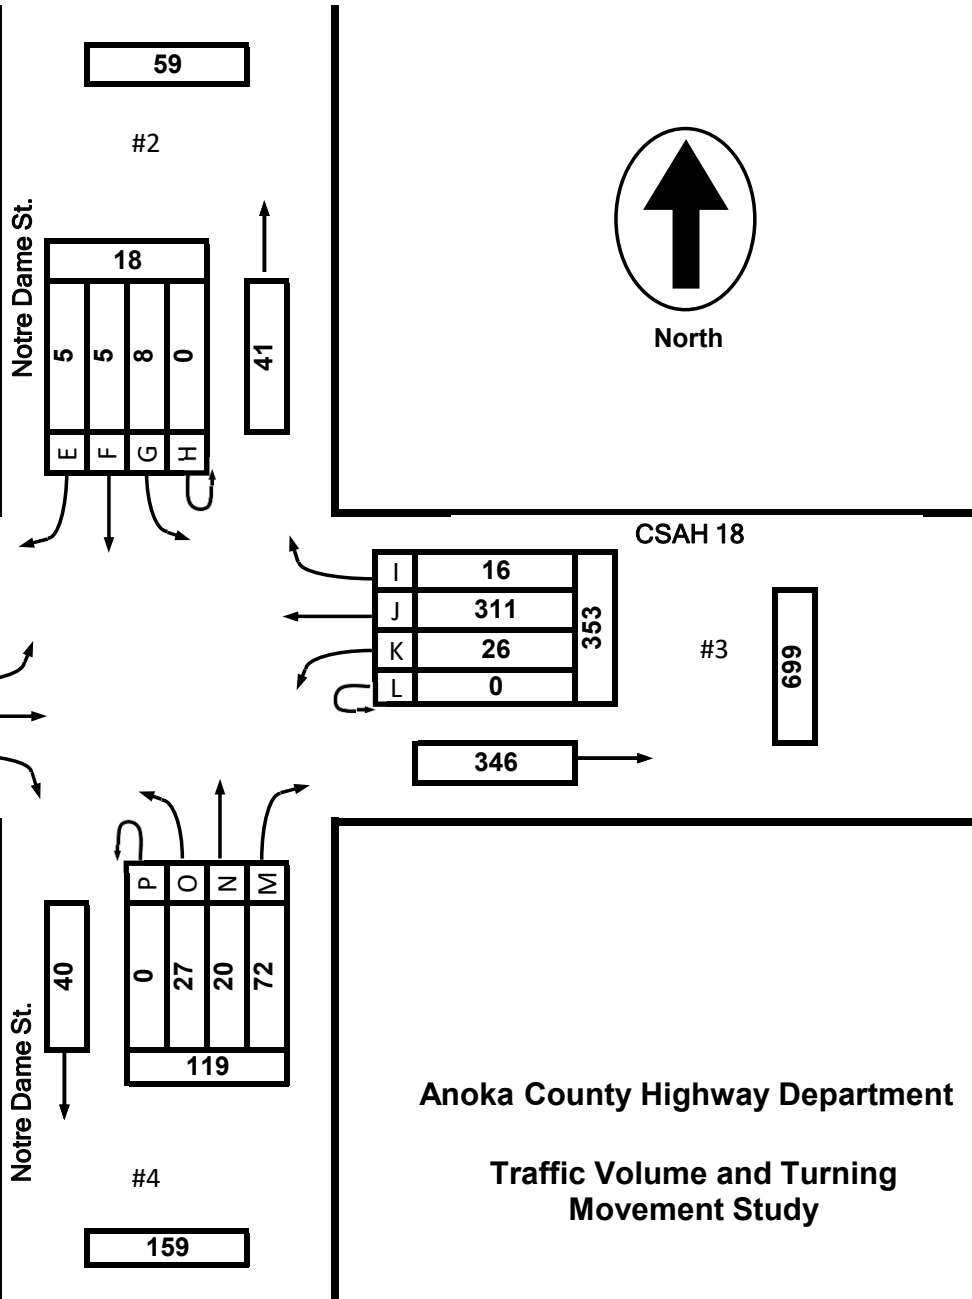 59
#2
Notre Dame St.
18
5 5 8 0
E F G H
41
North
CSAH 18
I 16
J 311
K 26
L 0
353
#3
699
346
P O N M
0 27 20 72
119
40
Notre Dame St.
#4
159
Anoka County Highway Department
Traffic Volume and Turning
Movement Study